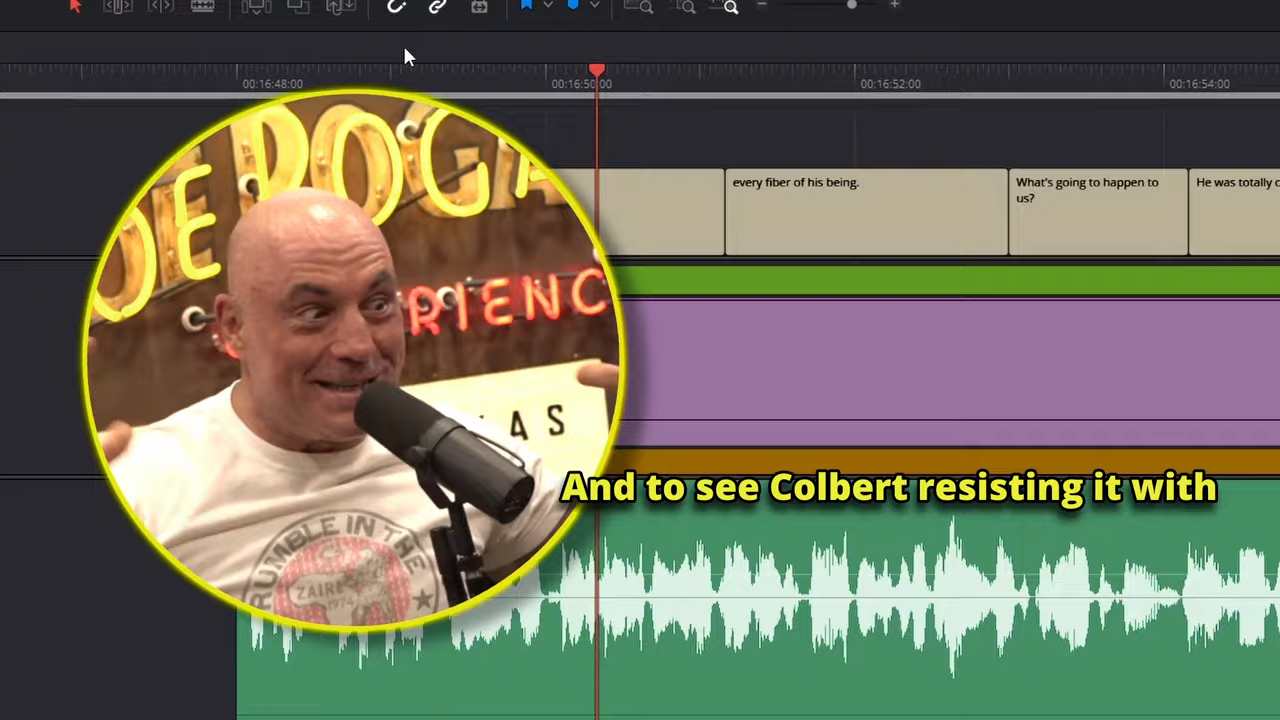 00:16:48:00
00:16:50:00
00:16:52:00
00:16:54:00
JOE ROGA
RIENC
AS
every fiber of his being.
What's going to happen to
us?
He was totally
And to see Colbert resisting it with
RUMBLE IN THE
ZAIRE
1974